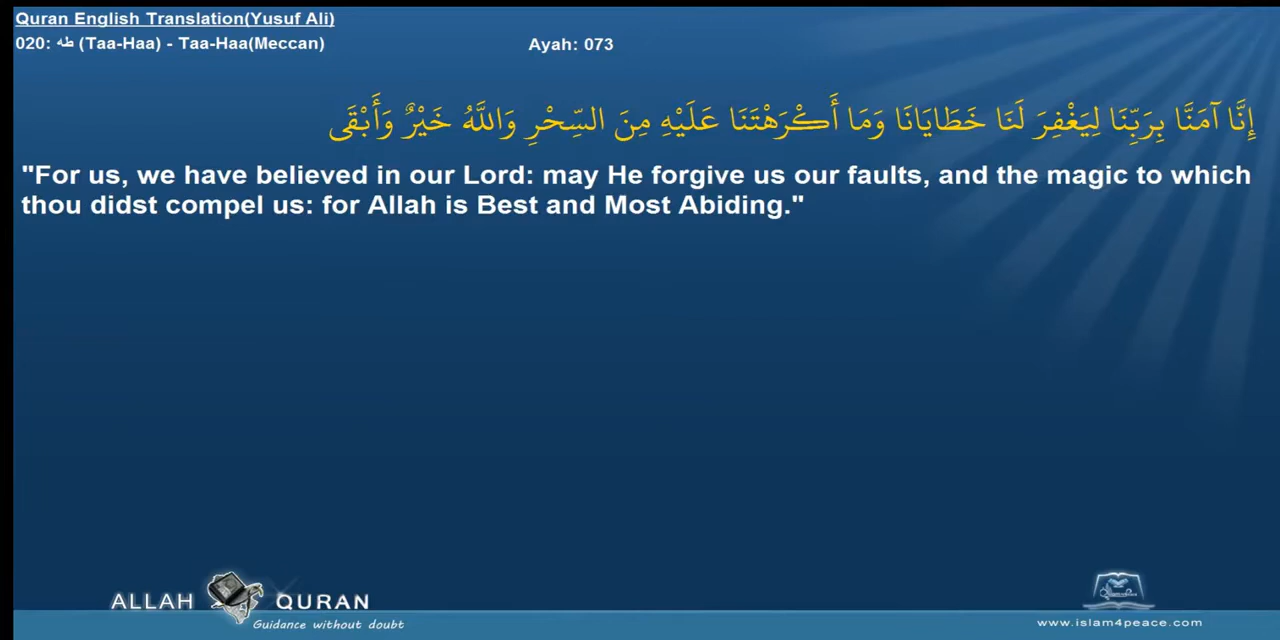 Quran English Translation(Yusuf Ali)
020: طه (Taa-Haa) - Taa-Haa(Meccan) Ayah: 073
إِنَّا آمَنَّا بِرَبِّنَا لِيَغْفِرَ لَنَا خَطَايَانَا وَمَا أَكْرَهْتَنَا عَلَيْهِ مِنَ السِّحْرِ وَاللَّهُ خَيْرٌ وَأَبْقَى
"For us, we have believed in our Lord: may He forgive us our faults, and the magic to which
thou didst compel us: for Allah is Best and Most Abiding."
ALLAH QURAN
Guidance without doubt
www.islam4peace.com